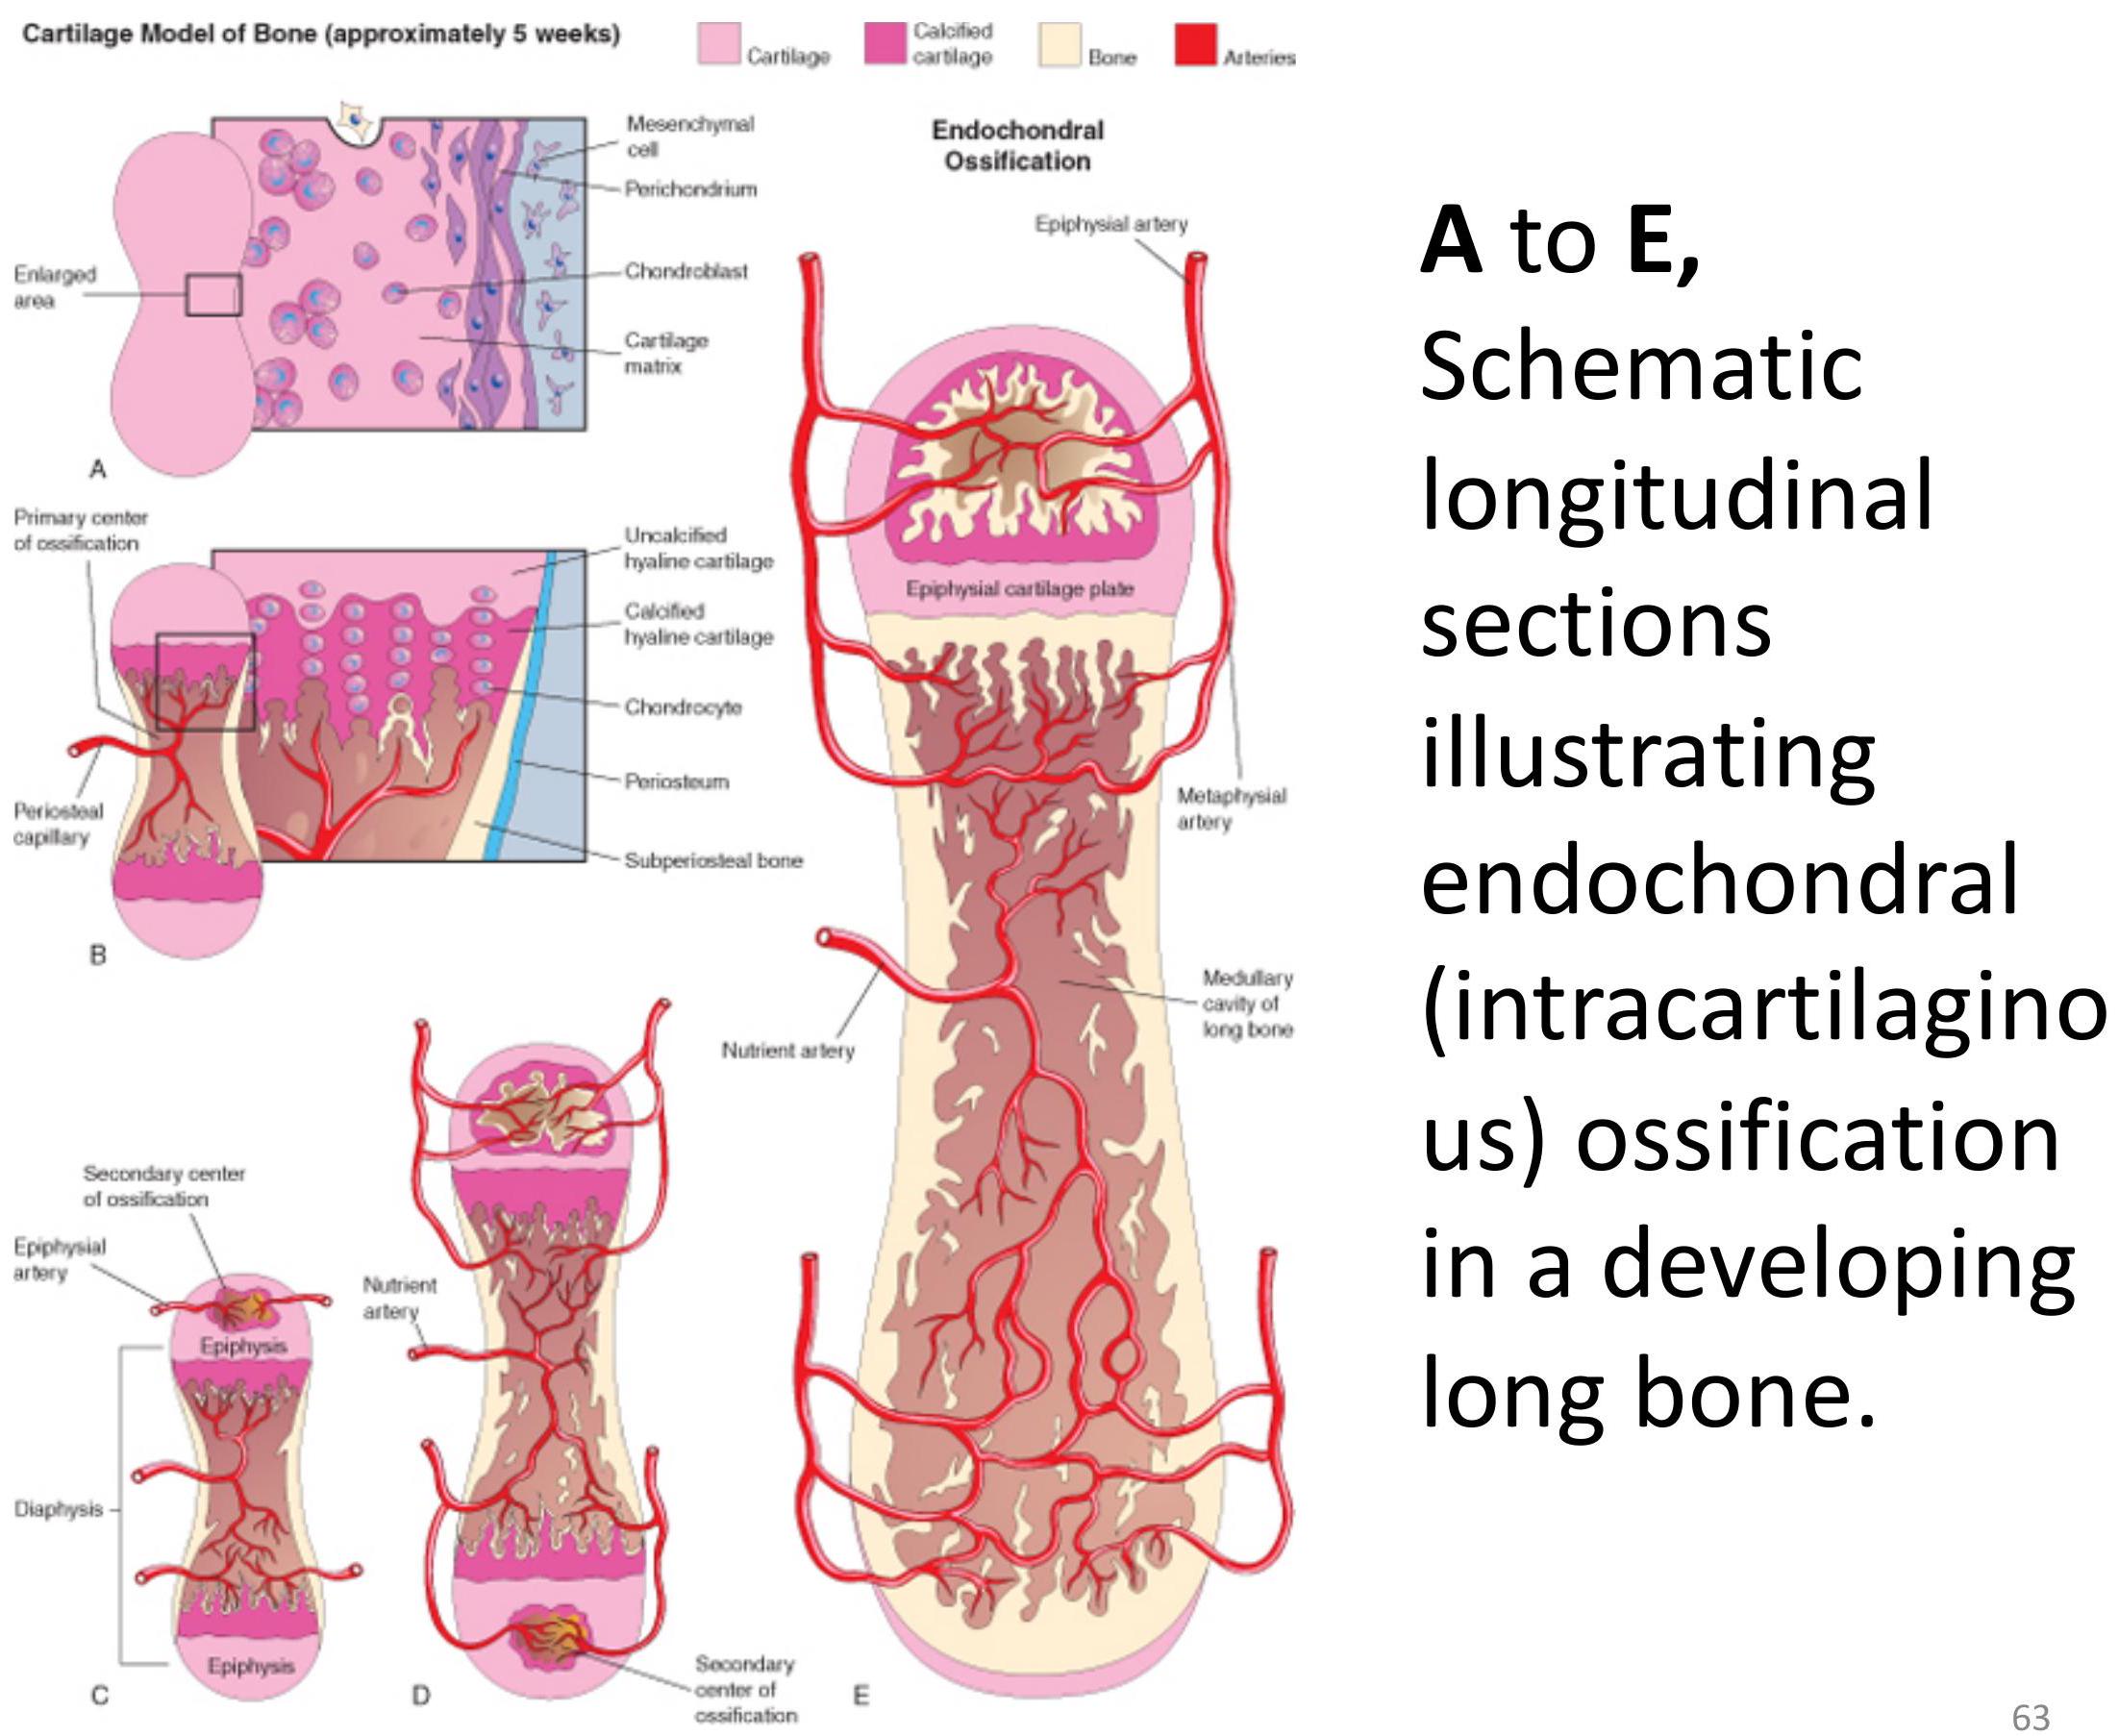 Cartilage Model of Bone (approximately 5 weeks)
Cartilage
Calcified
cartilage
Bone
Arteries
Mesenchymal
cell
Perichondrium
Chondroblast
Cartilage
matrix
Enlarged
area
A
Primary center
of ossification
Uncalcified
hyaline cartilage
Calcified
hyaline cartilage
Chondrocyte
Periosteum
Subperiosteal bone
Periosteal
capillary
B
Secondary center
of ossification
Epiphysial
artery
Epiphysis
Diaphysis
Epiphysis
C
Nutrient
artery
Secondary
center of
ossification
D
Endochondral
Ossification
Epiphysial artery
Epiphysial cartilage plate
Metaphysial
artery
Medullary
cavity of
long bone
Nutrient artery
E
A to E,
Schematic
longitudinal
sections
illustrating
endochondral
(intracartilagino
us) ossification
in a developing
long bone.
63